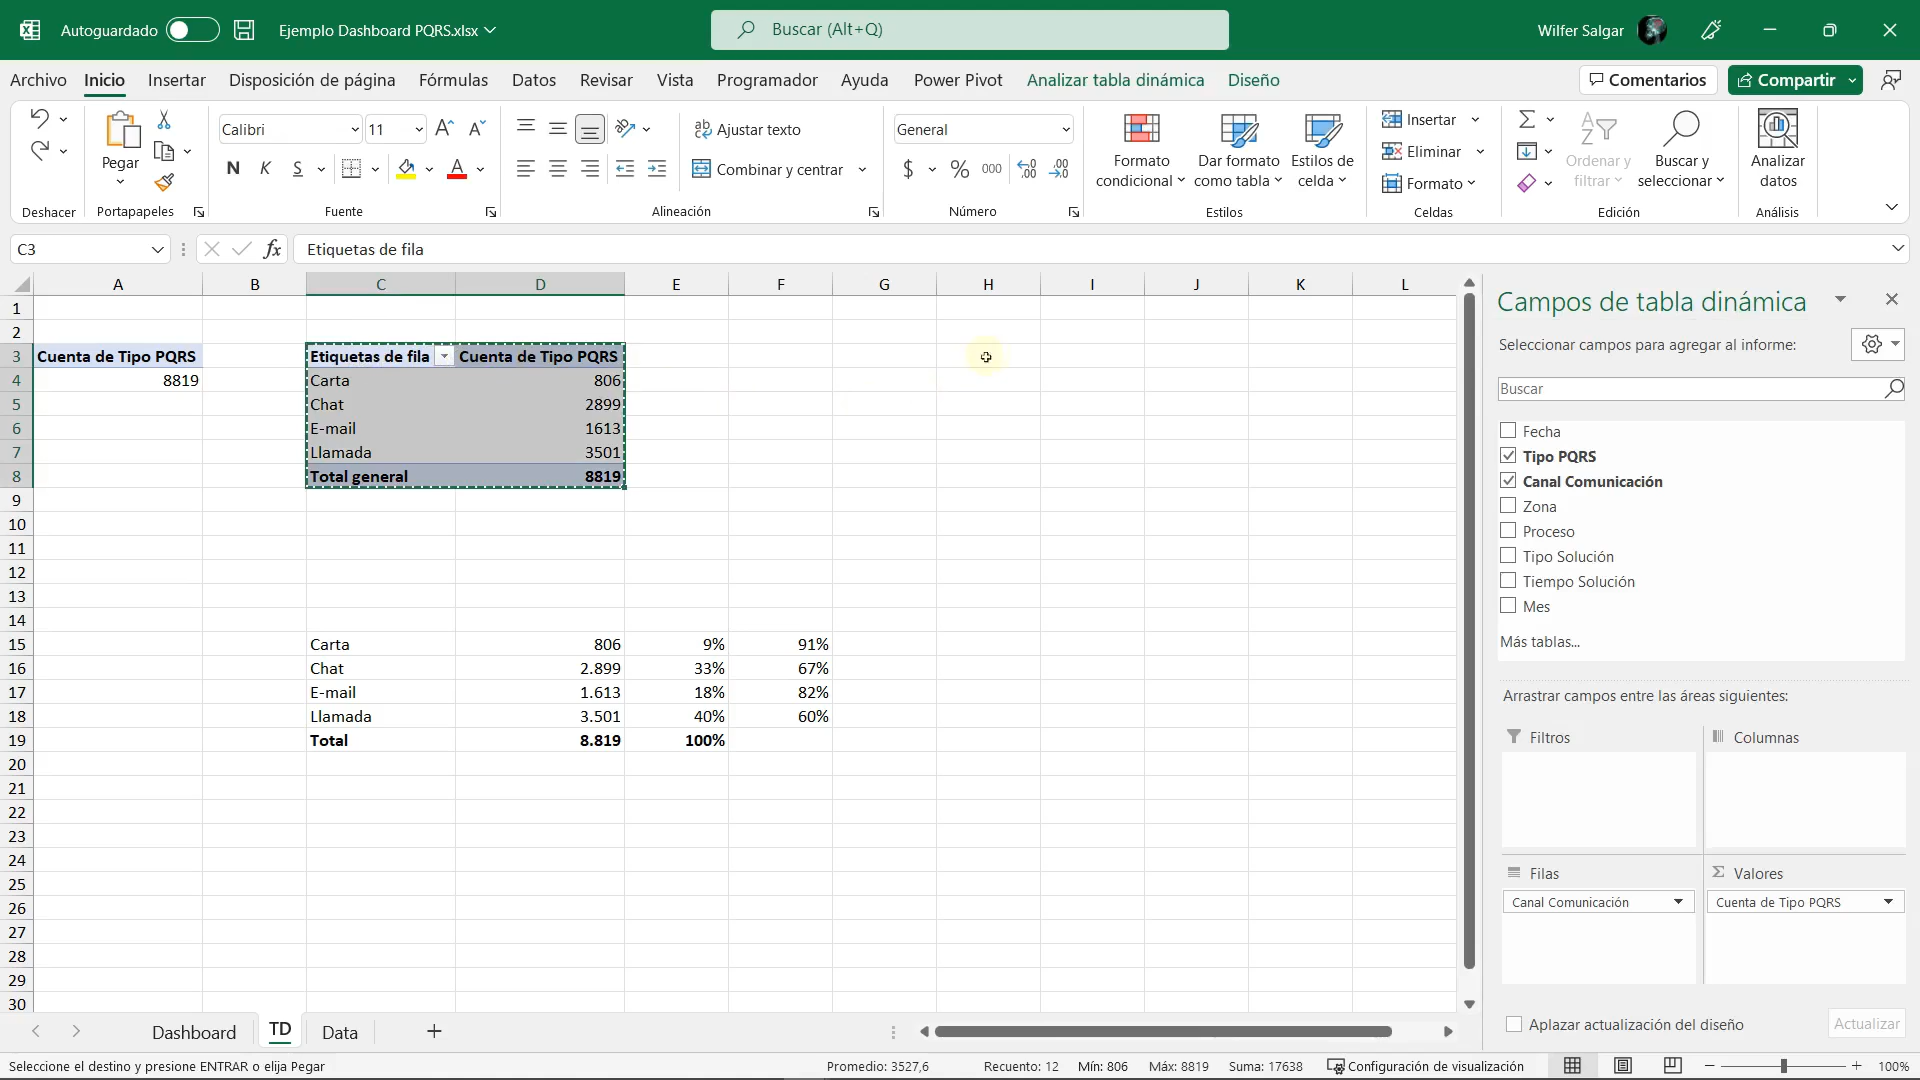 Autoguardado
Ejemplo Dashboard PQRS.xlsx
Buscar (Alt+Q)
Wilfer Salgar
Archivo Inicio Insertar Disposición de página Fórmulas Datos Revisar Vista Programador Ayuda Power Pivot Analizar tabla dinámica Diseño
Comentarios Compartir
Pegar
Calibri 11
N K S
Ajustar texto
Combinar y centrar
General
$ % 000
Formato condicional
Dar formato como tabla
Estilos de celda
Insertar
Eliminar
Formato
Ordenar y filtrar
Buscar y seleccionar
Analizar datos
Deshacer Portapapeles Fuente Alineación Número Estilos Celdas Edición Análisis
C3 fx Etiquetas de fila
A B C D E F G H I J K L
1
2
3 Cuenta de Tipo PQRS Etiquetas de fila Cuenta de Tipo PQRS
4 8819 Carta 806
5 Chat 2899
6 E-mail 1613
7 Llamada 3501
8 Total general 8819
9
10
11
12
13
14
15 Carta 806 9% 91%
16 Chat 2.899 33% 67%
17 E-mail 1.613 18% 82%
18 Llamada 3.501 40% 60%
19 Total 8.819 100%
20
21
22
23
24
25
26
27
28
29
30
Campos de tabla dinámica
Seleccionar campos para agregar al informe:
Buscar
Fecha
Tipo PQRS
Canal Comunicación
Zona
Proceso
Tipo Solución
Tiempo Solución
Mes
Más tablas...
Arrastrar campos entre las áreas siguientes:
Filtros Columnas
Filas Valores
Canal Comunicación Cuenta de Tipo PQRS
Aplazar actualización del diseño Actualizar
Dashboard TD Data
Seleccione el destino y presione ENTRAR o elija Pegar
Promedio: 3527,6 Recuento: 12 Mín: 806 Máx: 8819 Suma: 17638 Configuración de visualización 100%